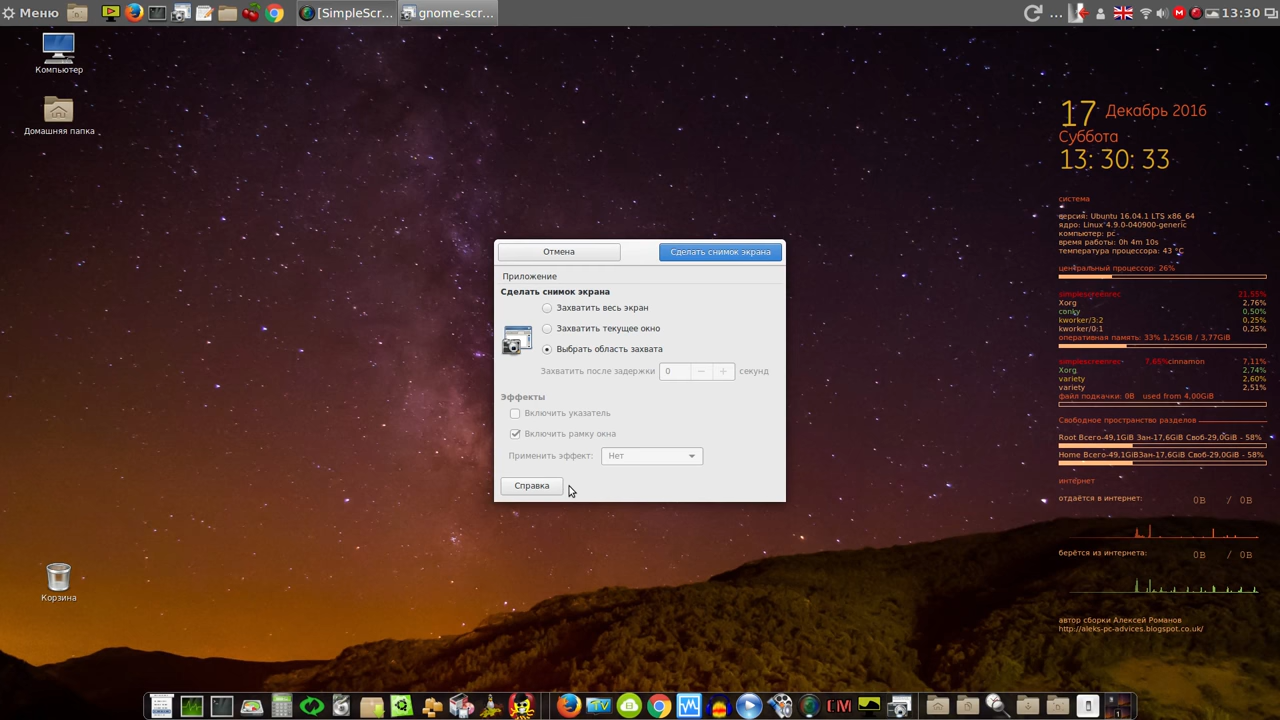 Меню
[SimpleScr...
gnome-scr...
...
13:30
Компьютер
Домашняя папка
Корзина
Отмена
Сделать снимок экрана
Приложение
Сделать снимок экрана
Захватить весь экран
Захватить текущее окно
Выбрать область захвата
Захватить после задержки 0 − + секунд
Эффекты
Включить указатель
Включить рамку окна
Применить эффект: Нет
Справка
17 Декабрь 2016
Суббота
13: 30: 33
система
версия: Ubuntu 16.04.1 LTS x86_64
ядро: Linux 4.9.0-040900-generic
компьютер: pc
время работы: 0h 4m 10s
температура процессора: 43 °C
центральный процессор: 26%
simplescreenrec 21,55%
Xorg 2,76%
conky 0,50%
kworker/3:2 0,25%
kworker/0:1 0,25%
оперативная память: 33% 1,25GiB / 3,77GiB
simplescreenrec 7,66% cinnamon 7,11%
Xorg 2,74%
variety 2,60%
variety 2,51%
файл подкачки: 0B used from 4,00GiB
Свободное пространство разделов
Root Всего-49,1GiB Зан-17,6GiB Своб-29,0GiB - 58%
Home Всего-49,1GiBЗан-17,6GiB Своб-29,0GiB - 58%
интернет
отдаётся в интернет: 0B / 0B
берётся из интернета: 0B / 0B
автор сборки Алексей Романов
http://aleks-pc-advices.blogspot.co.uk/